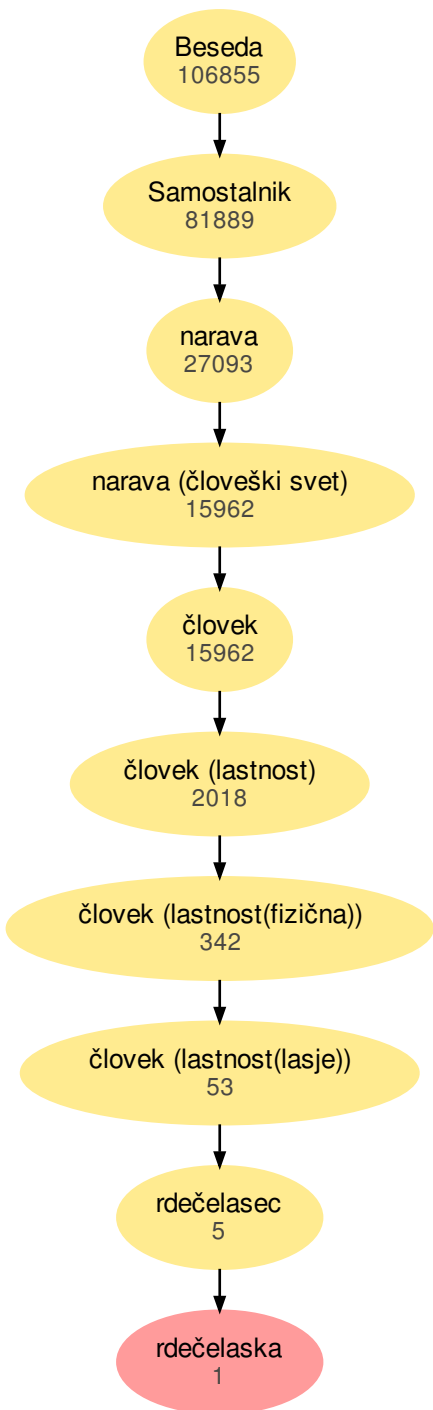 Beseda
106855
Samostalnik
81889
narava
27093
narava (človeški svet)
15962
človek
15962
človek (lastnost)
2018
človek (lastnost(fizična))
342
človek (lastnost(lasje))
53
rdečelasec
5
rdečelaska
1